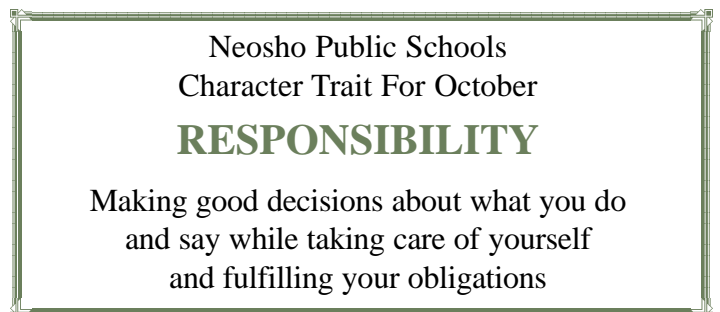 Neosho Public Schools
Character Trait For October
RESPONSIBILITY
Making good decisions about what you do
and say while taking care of yourself
and fulfilling your obligations